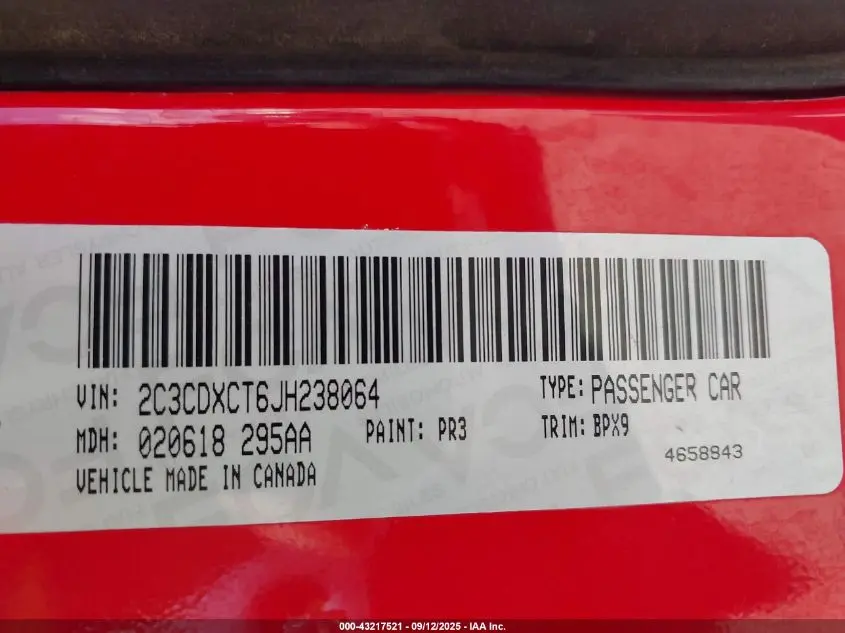 VIN: 2C3CDXCT6JH238064 TYPE: PASSENGER CAR
MDH: 020618 295AA PAINT: PR3 TRIM: BPX9
4658843
VEHICLE MADE IN CANADA
000-43217521 - 09/12/2025 - IAA Inc.